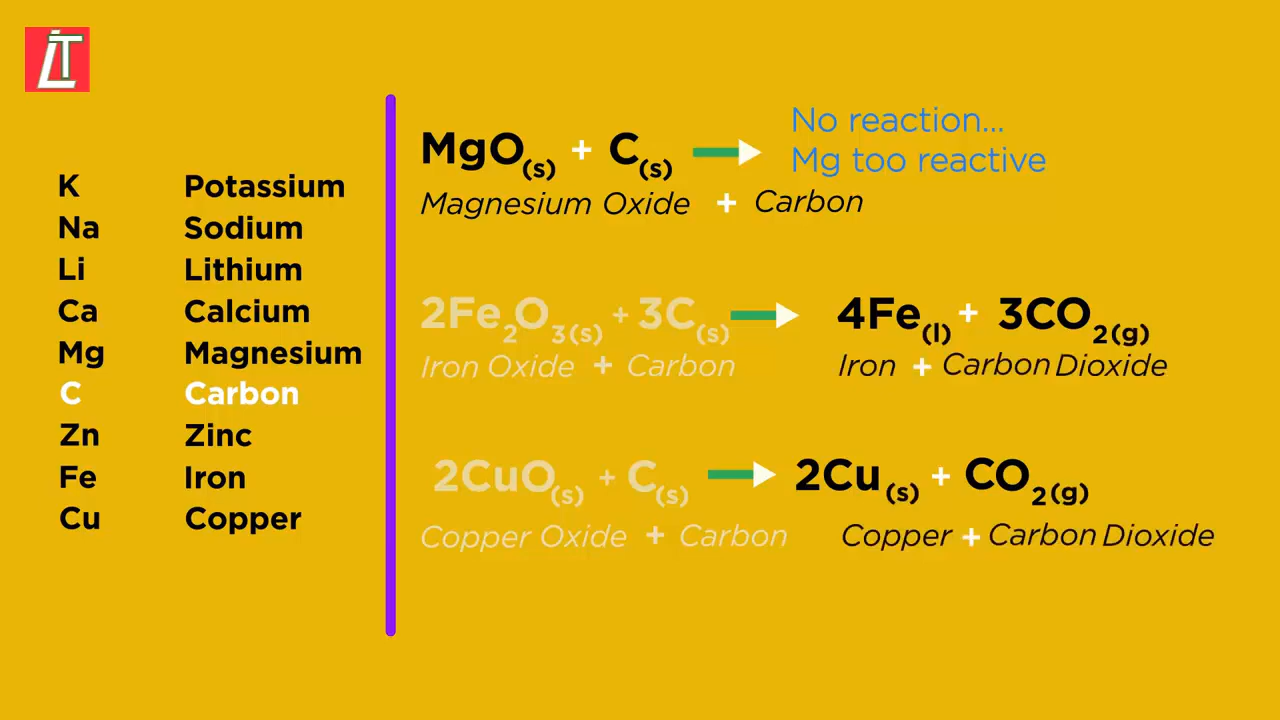 LT
K Potassium
Na Sodium
Li Lithium
Ca Calcium
Mg Magnesium
C Carbon
Zn Zinc
Fe Iron
Cu Copper
MgO(s) + C(s) → No reaction...
Mg too reactive
Magnesium Oxide + Carbon
2Fe₂O₃(s) + 3C(s) → 4Fe(l) + 3CO₂(g)
Iron Oxide + Carbon Iron + Carbon Dioxide
2CuO(s) + C(s) → 2Cu(s) + CO₂(g)
Copper Oxide + Carbon Copper + Carbon Dioxide